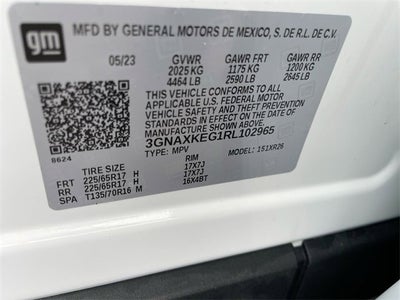 gm
MFD BY GENERAL MOTORS DE MEXICO, S. DE R.L. DE C.V.
05/23 GVWR GAWR FRT GAWR RR
2025 KG 1175 KG 1200 KG
4464 LB 2590 LB 2645 LB
THIS VEHICLE CONFORMS TO ALL APPLICABLE
U.S. FEDERAL MOTOR
VEHICLE SAFETY AND THEFT PREVENTION
STANDARDS IN EFFECT ON THE DATE OF
MANUFACTURE SHOWN ABOVE.
3GNAXKEG1RL102965
8624 TYPE: MPV MODEL: 1S1XR26
TIRE SIZE RIM
FRT 225/65R17 H 17X7J
RR 225/65R17 H 17X7J
SPA T135/70R16 M 16X4BT